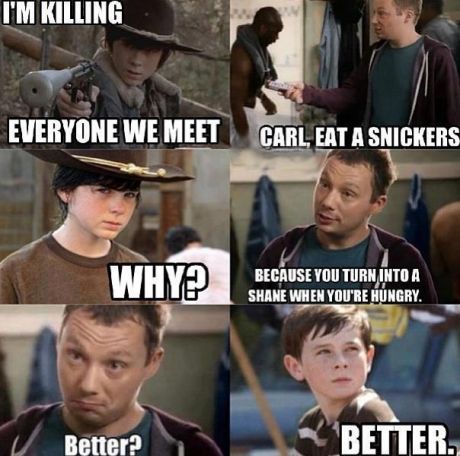 I'M KILLING
EVERYONE WE MEET
CARL, EAT A SNICKERS
WHY?
BECAUSE YOU TURN INTO A
SHANE WHEN YOU'RE HUNGRY.
Better?
BETTER.